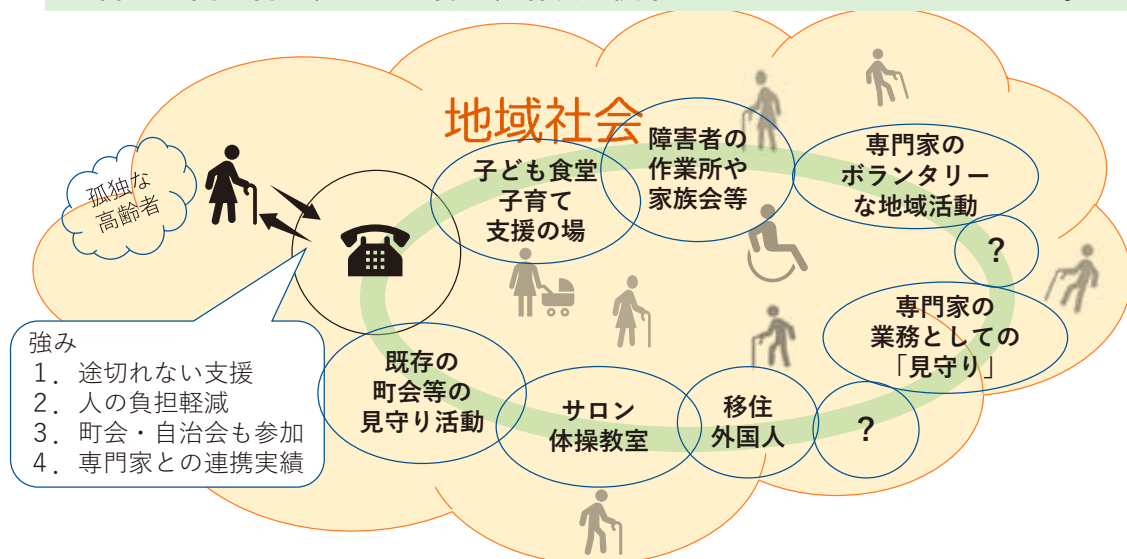 地域社会
孤独な
高齢者
子ども食堂
子育て
支援の場
障害者の
作業所や
家族会等
専門家の
ボランタリー
な地域活動
?
専門家の
業務としての
「見守り」
?
移住
外国人
サロン
体操教室
既存の
町会等の
見守り活動
強み
1．途切れない支援
2．人の負担軽減
3．町会・自治会も参加
4．専門家との連携実績